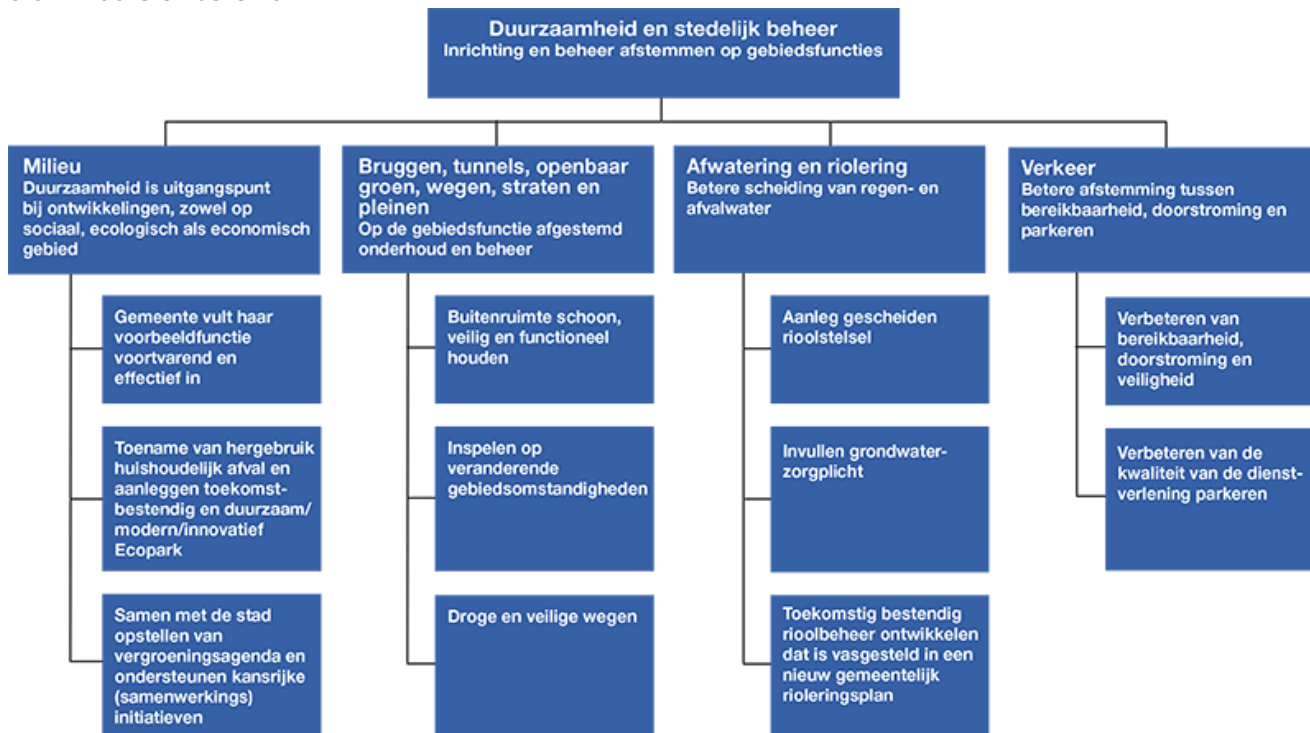 Duurzaamheid en stedelijk beheer
Inrichting en beheer afstemmen op gebiedsfuncties
Milieu
Duurzaamheid is uitgangspunt
bij ontwikkelingen, zowel op
sociaal, ecologisch als economisch
gebied
Gemeente vult haar
voorbeeldfunctie
voortvarend en
effectief in
Toename van hergebruik
huishoudelijk afval en
aanleggen toekomst-
bestendig en duurzaam/
modern/innovatief
Ecopark
Samen met de stad
opstellen van
vergroeningsagenda en
ondersteunen kansrijke
(samenwerkings)
initiatieven
Bruggen, tunnels, openbaar
groen, wegen, straten en
pleinen
Op de gebiedsfunctie afgestemd
onderhoud en beheer
Buitenruimte schoon,
veilig en functioneel
houden
Inspelen op
veranderende
gebiedsomstandigheden
Droge en veilige wegen
Afwatering en riolering
Betere scheiding van regen- en
afvalwater
Aanleg gescheiden
rioolstelsel
Invullen grondwater-
zorgplicht
Toekomstig bestendig
rioolbeheer ontwikkelen
dat is vasgesteld in een
nieuw gemeentelijk
rioleringsplan
Verkeer
Betere afstemming tussen
bereikbaarheid, doorstroming en
parkeren
Verbeteren van
bereikbaarheid,
doorstroming en
veiligheid
Verbeteren van de
kwaliteit van de dienst-
verlening parkeren